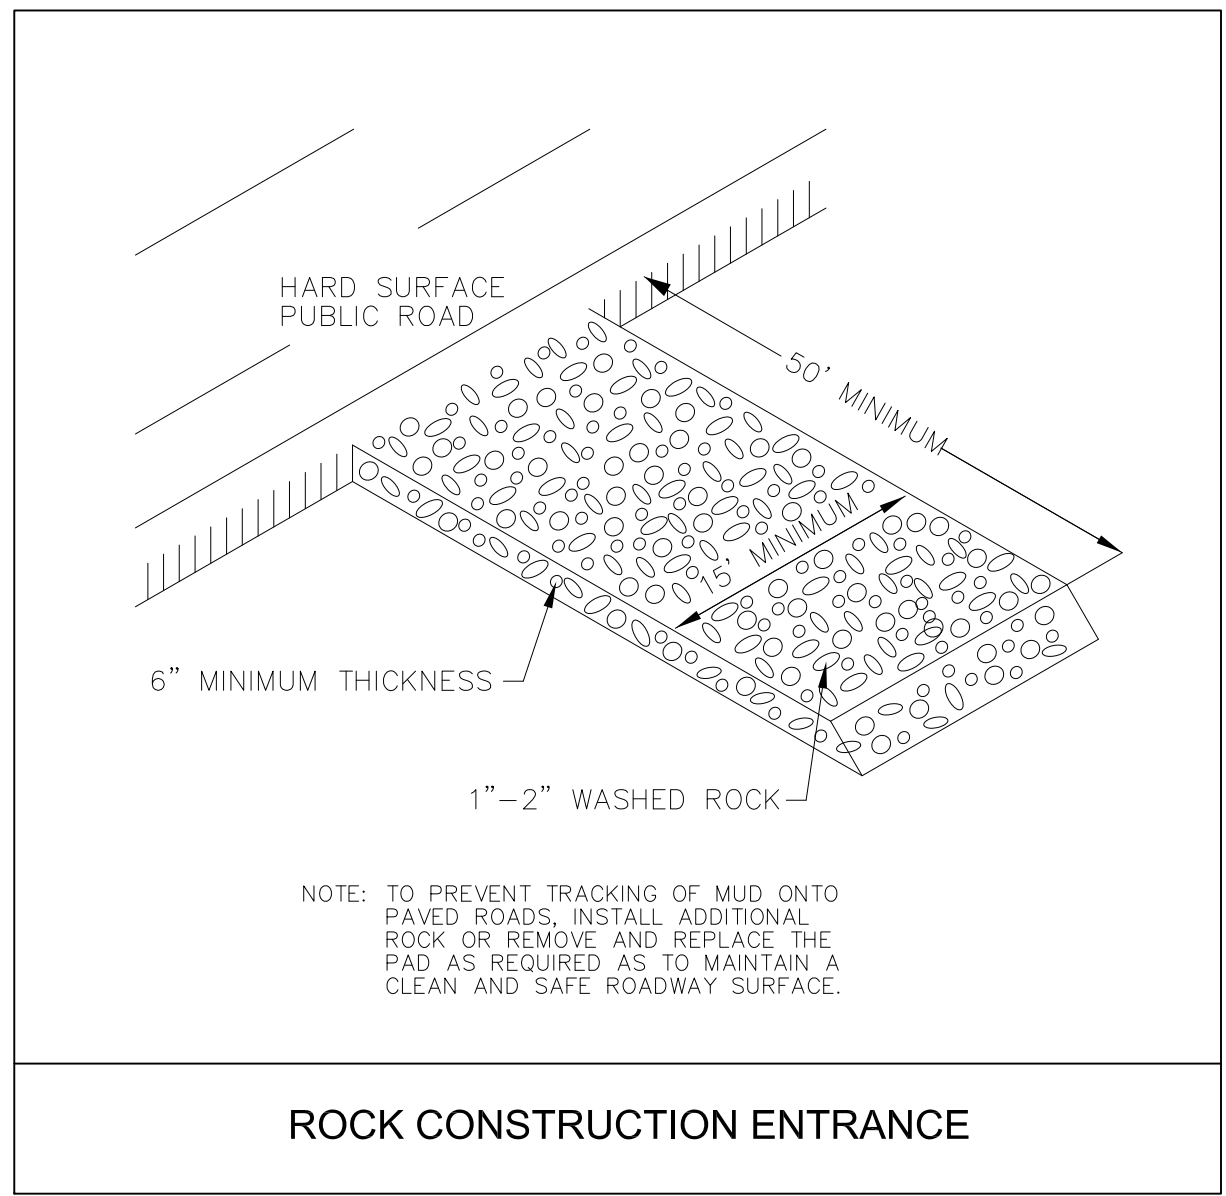 HARD SURFACE
PUBLIC ROAD
50' MINIMUM
15' MINIMUM
6” MINIMUM THICKNESS
1”–2” WASHED ROCK
NOTE: TO PREVENT TRACKING OF MUD ONTO
PAVED ROADS, INSTALL ADDITIONAL
ROCK OR REMOVE AND REPLACE THE
PAD AS REQUIRED AS TO MAINTAIN A
CLEAN AND SAFE ROADWAY SURFACE.
ROCK CONSTRUCTION ENTRANCE